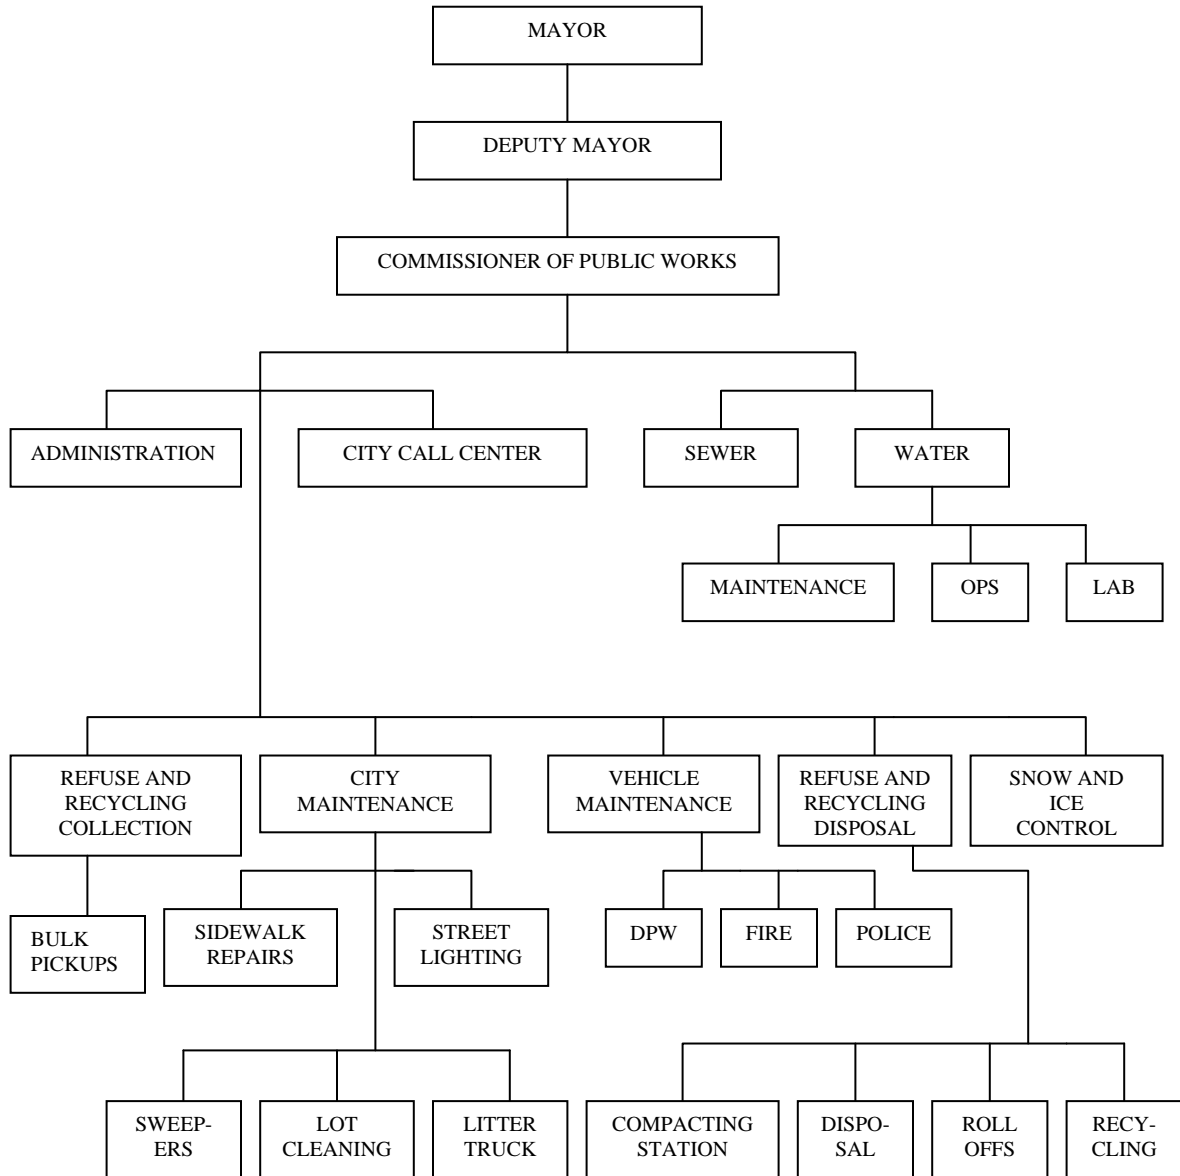 MAYOR
DEPUTY MAYOR
COMMISSIONER OF PUBLIC WORKS
ADMINISTRATION
CITY CALL CENTER
SEWER
WATER
MAINTENANCE
OPS
LAB
REFUSE AND
RECYCLING
COLLECTION
CITY
MAINTENANCE
VEHICLE
MAINTENANCE
REFUSE AND
RECYCLING
DISPOSAL
SNOW AND
ICE
CONTROL
BULK
PICKUPS
SIDEWALK
REPAIRS
STREET
LIGHTING
DPW
FIRE
POLICE
SWEEP-
ERS
LOT
CLEANING
LITTER
TRUCK
COMPACTING
STATION
DISPO-
SAL
ROLL
OFFS
RECY-
CLING